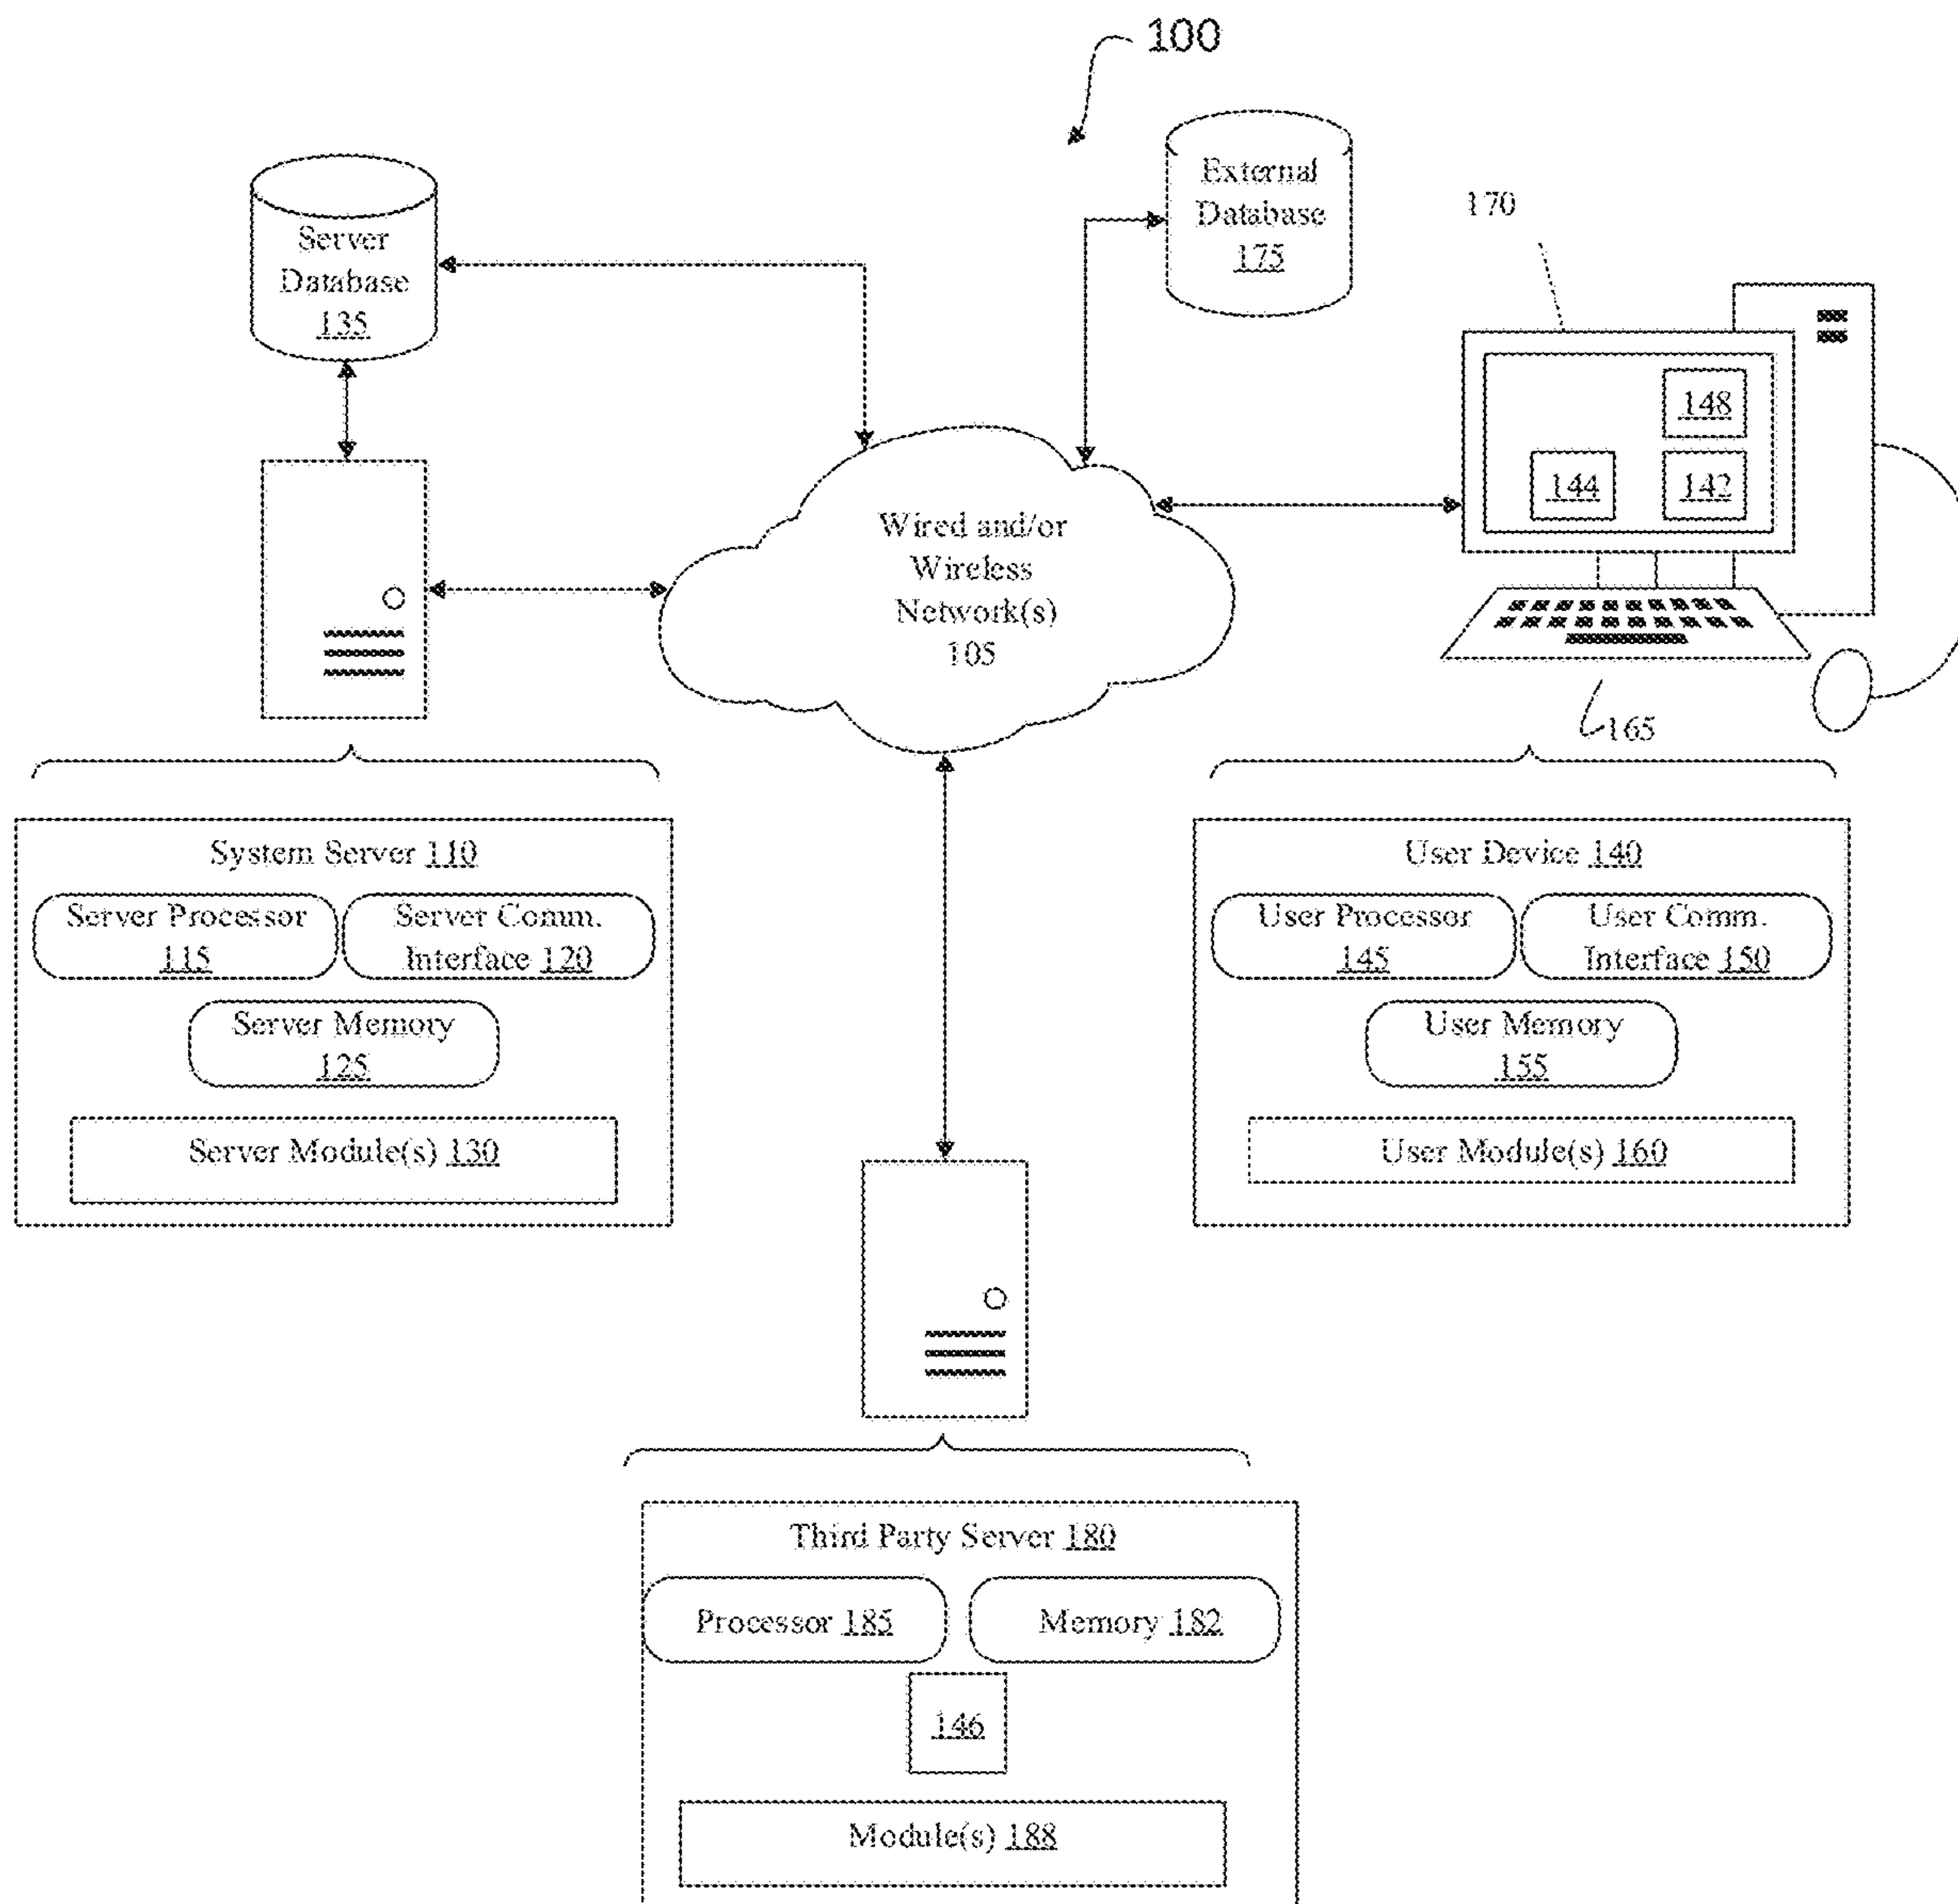 100
External
Database
175
Server
Database
135
170
148
144
142
Wired and/or
Wireless
Network(s)
105
165
System Server 110
Server Processor
115
Server Comm.
Interface 120
Server Memory
125
Server Module(s) 130
User Device 140
User Processor
145
User Comm.
Interface 150
User Memory
155
User Module(s) 160
Third Party Server 180
Processor 185
Memory 182
146
Module(s) 188